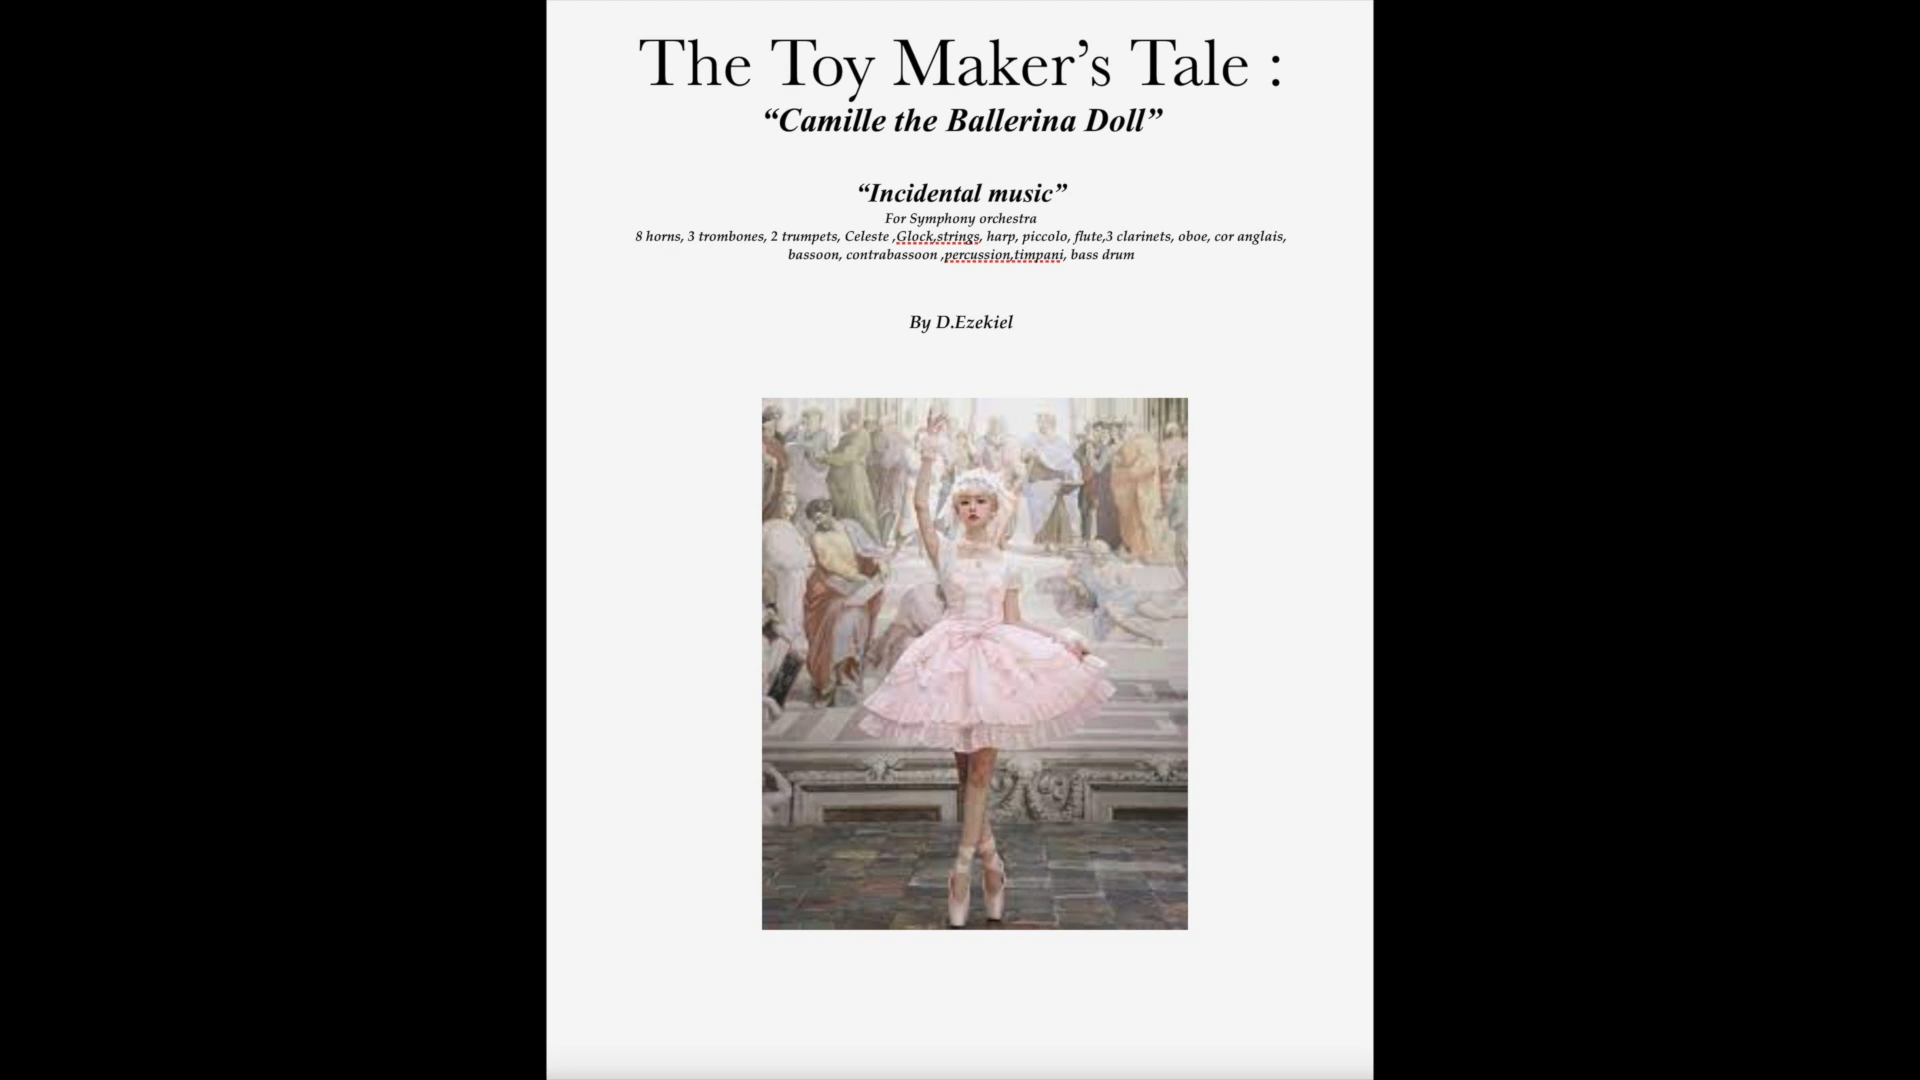 The Toy Maker’s Tale :
“Camille the Ballerina Doll”
“Incidental music”
For Symphony orchestra
8 horns, 3 trombones, 2 trumpets, Celeste ,Glock,strings, harp, piccolo, flute,3 clarinets, oboe, cor anglais,
bassoon, contrabassoon ,percussion,timpani, bass drum
By D.Ezekiel